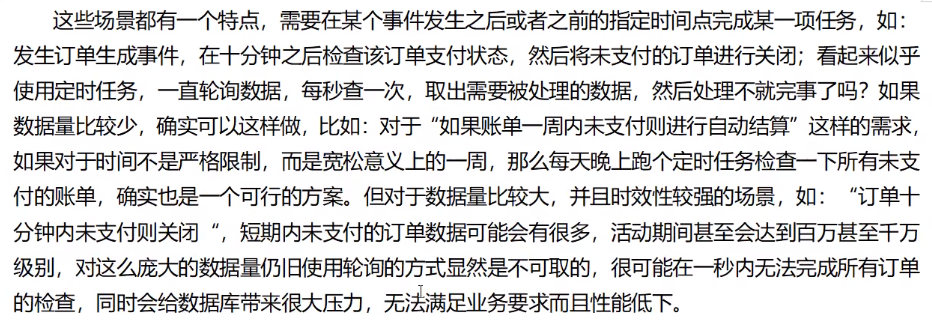 这些场景都有一个特点，需要在某个事件发生之后或者之前的指定时间点完成某一项任务，如：
发生订单生成事件，在十分钟之后检查该订单支付状态，然后将未支付的订单进行关闭；看起来似乎
使用定时任务，一直轮询数据，每秒查一次，取出需要被处理的数据，然后处理不就完事了吗？如果
数据量比较少，确实可以这样做，比如：对于“如果账单一周内未支付则进行自动结算”这样的需求，
如果对于时间不是严格限制，而是宽松意义上的一周，那么每天晚上跑个定时任务检查一下所有未支
付的账单，确实也是一个可行的方案。但对于数据量比较大，并且时效性较强的场景，如：“订单十
分钟内未支付则关闭“，短期内未支付的订单数据可能会有很多，活动期间甚至会达到百万甚至千万
级别，对这么庞大的数据量仍旧使用轮询的方式显然是不可取的，很可能在一秒内无法完成所有订单
的检查，同时会给数据库带来很大压力，无法满足业务要求而且性能低下。